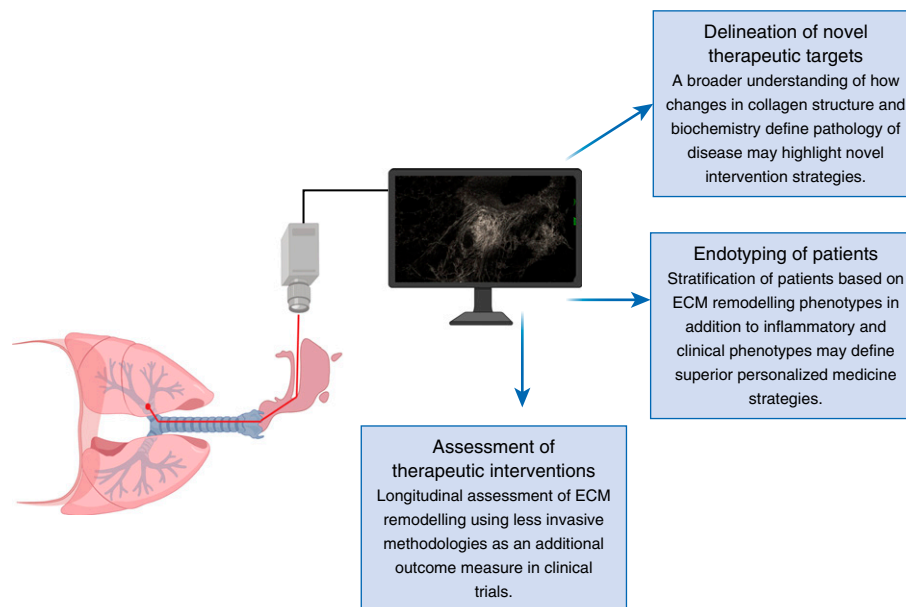 Delineation of novel
therapeutic targets
A broader understanding of how
changes in collagen structure and
biochemistry define pathology of
disease may highlight novel
intervention strategies.
Endotyping of patients
Stratification of patients based on
ECM remodelling phenotypes in
addition to inflammatory and
clinical phenotypes may define
superior personalized medicine
strategies.
Assessment of
therapeutic interventions
Longitudinal assessment of ECM
remodelling using less invasive
methodologies as an additional
outcome measure in clinical
trials.